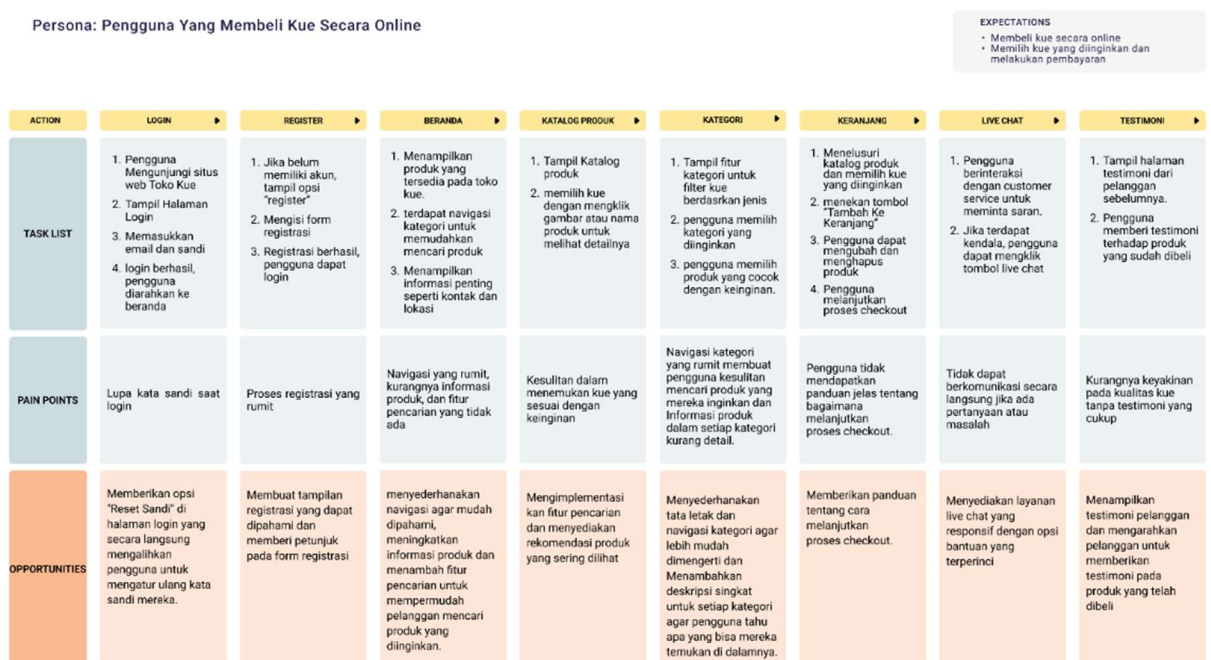 Persona: Pengguna Yang Membeli Kue Secara Online
EXPECTATIONS
• Membeli kue secara online
• Memilih kue yang diinginkan dan
melakukan pembayaran
ACTION
LOGIN
REGISTER
BERANDA
KATALOG PRODUK
KATEGORI
KERANJANG
LIVE CHAT
TESTIMONI
TASK LIST
1. Pengguna
Mengunjungi situs
web Toko Kue
2. Tampil Halaman
Login
3. Memasukkan
email dan sandi
4. login berhasil,
pengguna
diarahkan ke
beranda
1. Jika belum
memiliki akun,
tampil opsi
"register"
2. Mengisi form
registrasi
3. Registrasi berhasil,
pengguna dapat
login
1. Menampilkan
produk yang
tersedia pada toko
kue.
2. terdapat navigasi
kategori untuk
memudahkan
mencari produk
3. Menampilkan
informasi penting
seperti kontak dan
lokasi
1. Tampil Katalog
produk
2. memilih kue
dengan mengklik
gambar atau nama
produk untuk
melihat detailnya
1. Tampil fitur
kategori untuk
filter kue
berdasrkan jenis
2. pengguna memilih
kategori yang
diinginkan
3. pengguna memilih
produk yang cocok
dengan keinginan.
1. Menelusuri
katalog produk
dan memilih kue
yang diinginkan
2. menekan tombol
"Tambah Ke
Keranjang"
3. Pengguna dapat
mengubah dan
menghapus
produk
4. Pengguna
melanjutkan
proses checkout
1. Pengguna
berinteraksi
dengan customer
service untuk
meminta saran.
2. Jika terdapat
kendala, pengguna
dapat mengklik
tombol live chat
1. Tampil halaman
testimoni dari
pelanggan
sebelumnya.
2. Pengguna
memberi testimoni
terhadap produk
yang sudah dibeli
PAIN POINTS
Lupa kata sandi saat
login
Proses registrasi yang
rumit
Navigasi yang rumit,
kurangnya informasi
produk, dan fitur
pencarian yang tidak
ada
Kesulitan dalam
menemukan kue yang
sesuai dengan
keinginan
Navigasi kategori
yang rumit membuat
pengguna kesulitan
mencari produk yang
mereka inginkan dan
Informasi produk
dalam setiap kategori
kurang detail.
Pengguna tidak
mendapatkan
panduan jelas tentang
bagaimana
melanjutkan
proses checkout.
Tidak dapat
berkomunikasi secara
langsung jika ada
pertanyaan atau
masalah
Kurangnya keyakinan
pada kualitas kue
tanpa testimoni yang
cukup
OPPORTUNITIES
Memberikan opsi
"Reset Sandi" di
halaman login yang
secara langsung
mengalihkan
pengguna untuk
mengatur ulang kata
sandi mereka.
Membuat tampilan
registrasi yang dapat
dipahami dan
memberi petunjuk
pada form registrasi
menyederhanakan
navigasi agar mudah
dipahami,
meningkatkan
informasi produk dan
menambah fitur
pencarian untuk
mempermudah
pelanggan mencari
produk yang
diinginkan.
Mengimplementasi
kan fitur pencarian
dan menyediakan
rekomendasi produk
yang sering dilihat
Menyederhanakan
tata letak dan
navigasi kategori agar
lebih mudah
dimengerti dan
Menambahkan
deskripsi singkat
untuk setiap kategori
agar pengguna tahu
apa yang bisa mereka
temukan di dalamnya.
Memberikan panduan
tentang cara
melanjutkan
proses checkout.
Menyediakan layanan
live chat yang
responsif dengan opsi
bantuan yang
terperinci
Menampilkan
testimoni pelanggan
dan mengarahkan
pelanggan untuk
memberikan
testimoni pada
produk yang telah
dibeli